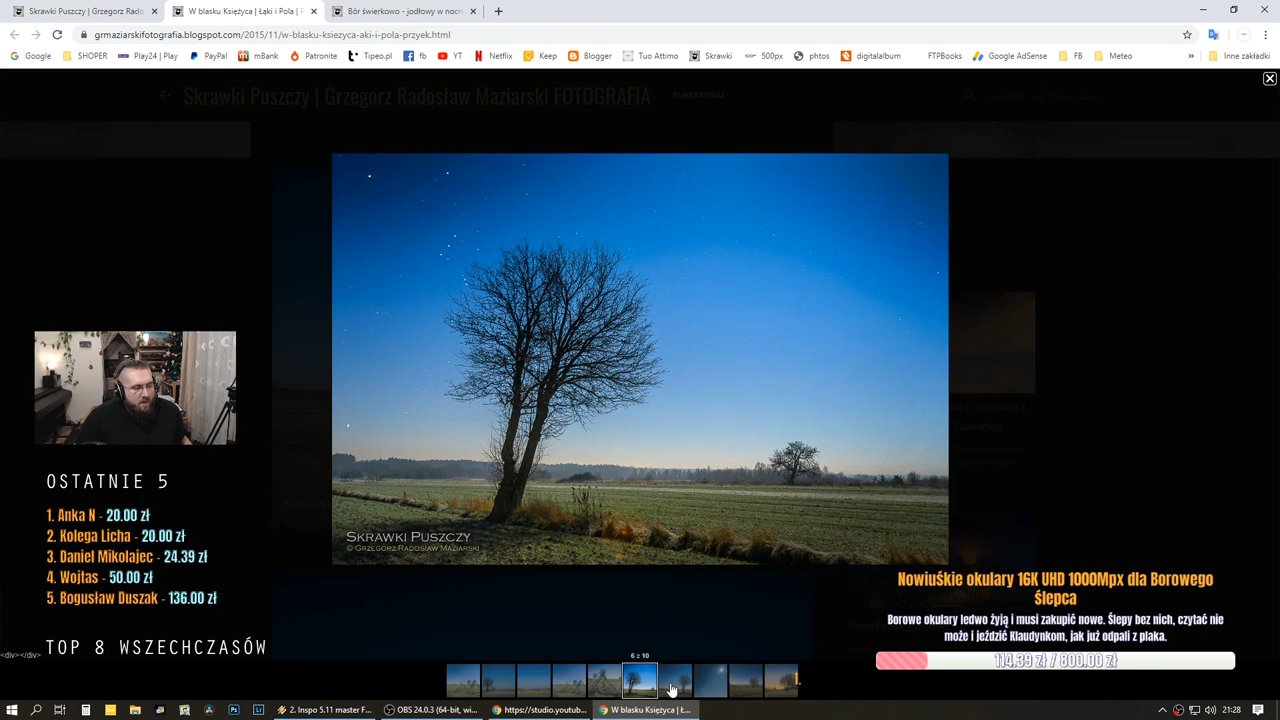 Skrawki Puszczy | Grzegorz Rado
W blasku Księżyca | Łąki i Pola |
Bór świerkowo - jodłowy w nocn
grmaziarskifotografia.blogspot.com/2015/11/w-blasku-ksiezyca-aki-i-pola-przyek.html
Google
SHOPER
Play24 | Play
PayPal
mBank
Patronite
Tipeo.pl
fb
YT
Netflix
Keep
Blogger
Tuo Attimo
Skrawki
500px
phtos
digitalalbum
FTPBooks
Google AdSense
FB
Meteo
»
Inne zakładki
Skrawki Puszczy | Grzegorz Radosław Maziarski FOTOGRAFIA
SUBSKRYBUJ
Skrawki Puszczy
© Grzegorz Radosław Maziarski
OSTATNIE 5
1. Anka N - 20.00 zł
2. Kolega Licha - 20.00 zł
3. Daniel Mikolajec - 24.39 zł
4. Wojtas - 50.00 zł
5. Bogusław Duszak - 136.00 zł
TOP 8 WSZECHCZASÓW
<div></div>
Nowiuśkie okulary 16K UHD 1000Mpx dla Borowego
Ślepca
Borowe okulary ledwo żyją i musi zakupić nowe. Ślepy bez nich, czytać nie
może i jeździć Klaudynkom, jak już odpali z plaka.
114.39 zł / 800.00 zł
6 z 10
1.
2. Inspo 5.11 master F...
OBS 24.0.3 (64-bit, wi...
https://studio.youtub...
W blasku Księżyca | Ł...
21:28